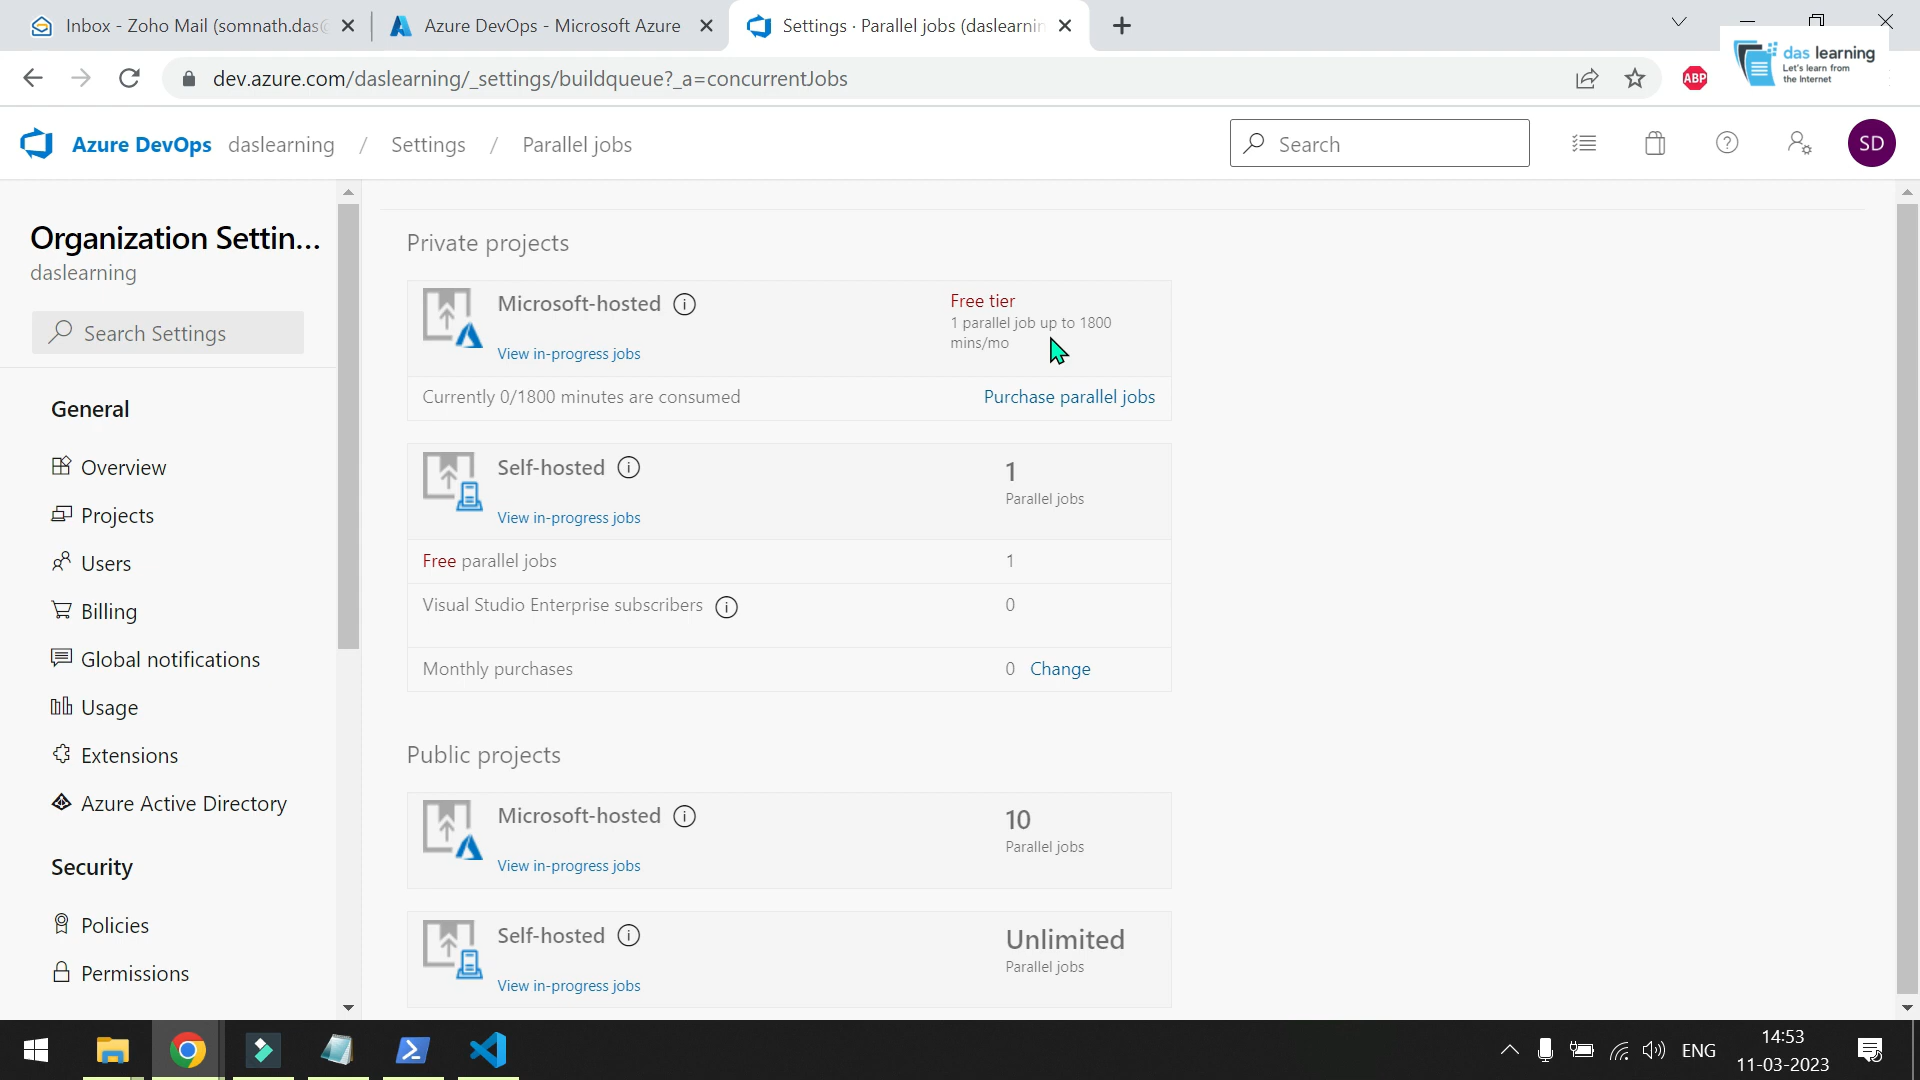 Inbox - Zoho Mail (somnath.das@
Azure DevOps - Microsoft Azure
Settings · Parallel jobs (daslearnin
das learning
Let's learn from
the Internet
dev.azure.com/daslearning/_settings/buildqueue?_a=concurrentJobs
ABP
Azure DevOps daslearning / Settings / Parallel jobs
Search
SD
Organization Settin...
daslearning
Search Settings
General
Overview
Projects
Users
Billing
Global notifications
Usage
Extensions
Azure Active Directory
Security
Policies
Permissions
Private projects
Microsoft-hosted
Free tier
1 parallel job up to 1800
mins/mo
View in-progress jobs
Currently 0/1800 minutes are consumed
Purchase parallel jobs
Self-hosted
1
Parallel jobs
View in-progress jobs
Free parallel jobs 1
Visual Studio Enterprise subscribers 0
Monthly purchases 0 Change
Public projects
Microsoft-hosted
10
Parallel jobs
View in-progress jobs
Self-hosted
Unlimited
Parallel jobs
View in-progress jobs
ENG
14:53
11-03-2023